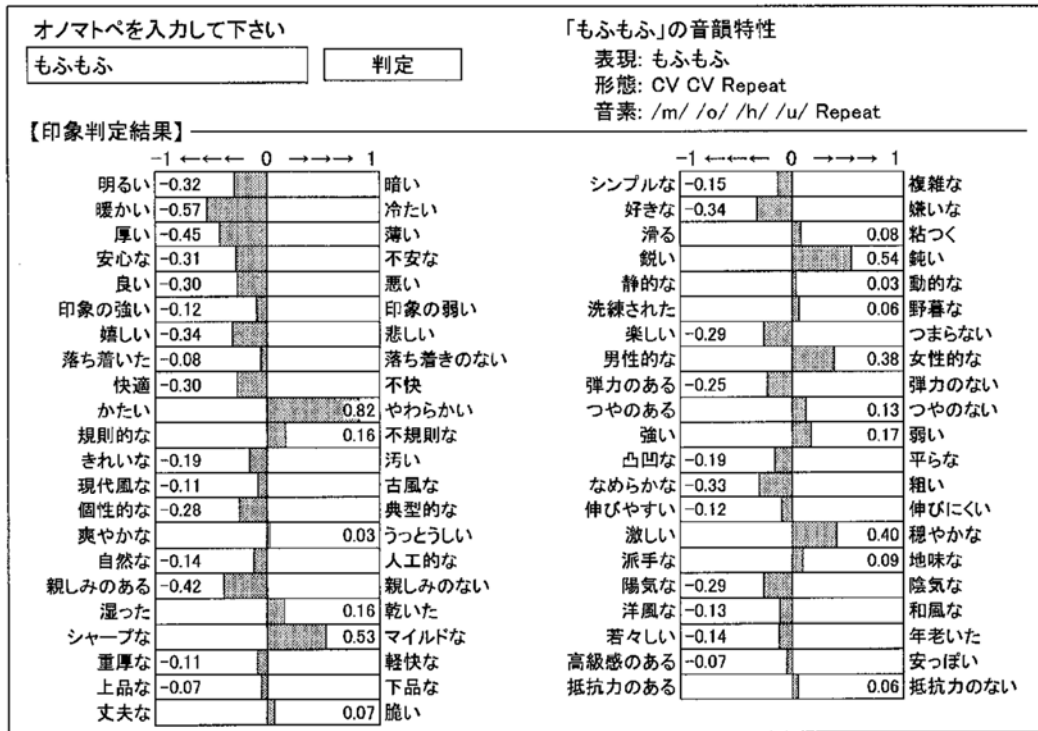 オノマトペを入力して下さい
もふもふ
判定
「もふもふ」の音韻特性
表現: もふもふ
形態: CV CV Repeat
音素: /m/ /o/ /h/ /u/ Repeat
【印象判定結果】
-1 ←←← 0 →→→ 1
明るい -0.32 暗い
暖かい -0.57 冷たい
厚い -0.45 薄い
安心な -0.31 不安な
良い -0.30 悪い
印象の強い -0.12 印象の弱い
嬉しい -0.34 悲しい
落ち着いた -0.08 落ち着きのない
快適 -0.30 不快
かたい 0.82 やわらかい
規則的な 0.16 不規則な
きれいな -0.19 汚い
現代風な -0.11 古風な
個性的な -0.28 典型的な
爽やかな 0.03 うっとうしい
自然な -0.14 人工的な
親しみのある -0.42 親しみのない
湿った 0.16 乾いた
シャープな 0.53 マイルドな
重厚な -0.11 軽快な
上品な -0.07 下品な
丈夫な 0.07 脆い
-1 ←←← 0 →→→ 1
シンプルな -0.15 複雑な
好きな -0.34 嫌いな
滑る 0.08 粘つく
鋭い 0.54 鈍い
静的な 0.03 動的な
洗練された 0.06 野暮な
楽しい -0.29 つまらない
男性的な 0.38 女性的な
弾力のある -0.25 弾力のない
つやのある 0.13 つやのない
強い 0.17 弱い
凸凹な -0.19 平らな
なめらかな -0.33 粗い
伸びやすい -0.12 伸びにくい
激しい 0.40 穏やかな
派手な 0.09 地味な
陽気な -0.29 陰気な
洋風な -0.13 和風な
若々しい -0.14 年老いた
高級感のある -0.07 安っぽい
抵抗力のある 0.06 抵抗力のない